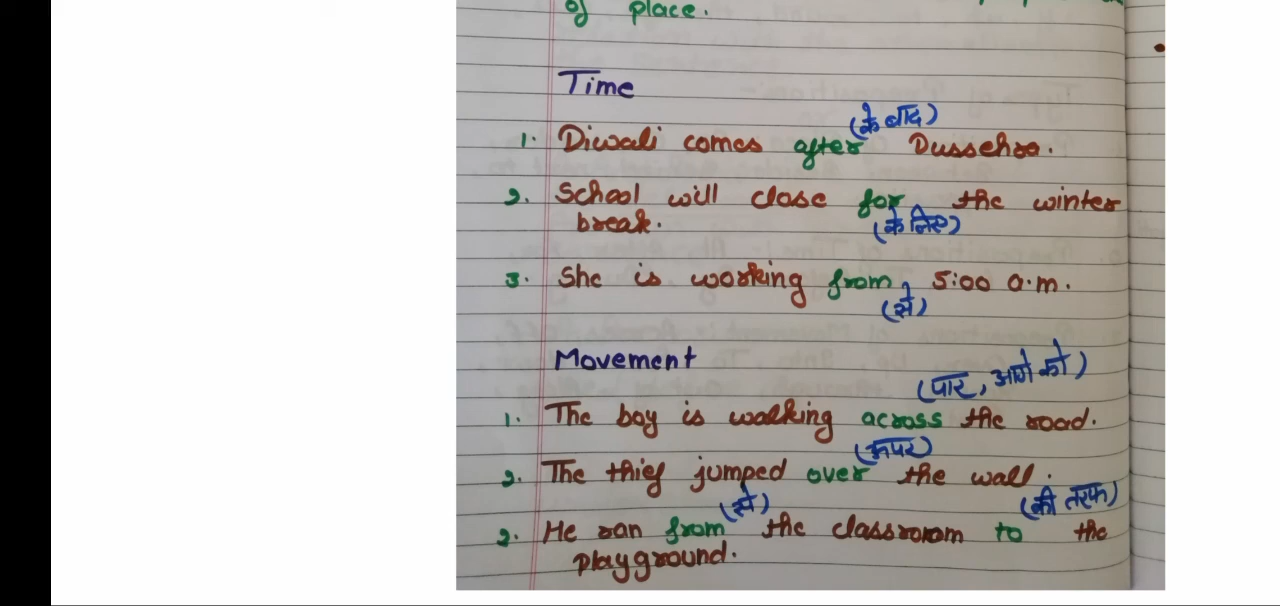 of place.
Time
(के बाद)
1. Diwali comes after Dussehra.
2. School will close for the winter
break. (के लिए)
3. She is working from 5:00 a.m.
(से)
Movement
(पार, आगे को)
1. The boy is walking across the road.
(ऊपर)
2. The thief jumped over the wall.
(से) (की तरफ)
2. He ran from the classroom to the
playground.